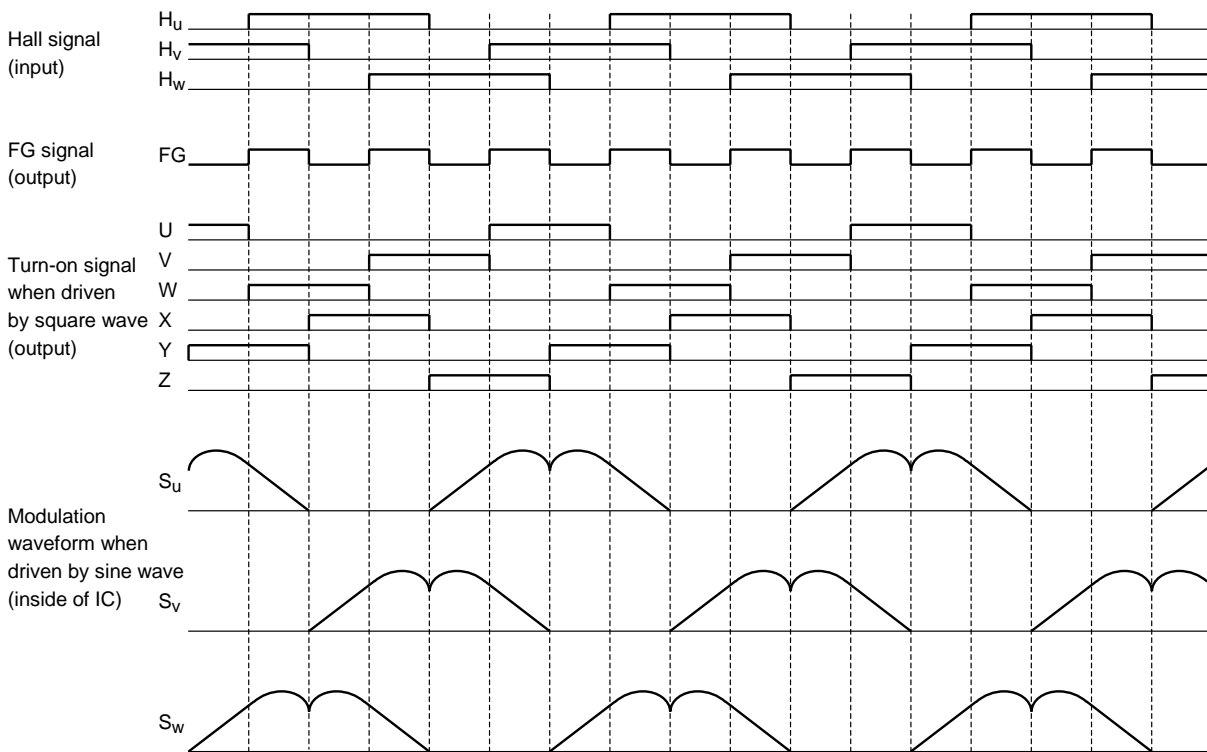 Hall signal
(input)
Hu
Hv
Hw
FG signal
(output)
FG
Turn-on signal
when driven
by square wave
(output)
U
V
W
X
Y
Z
Modulation
waveform when
driven by sine wave
(inside of IC)
Su
Sv
Sw